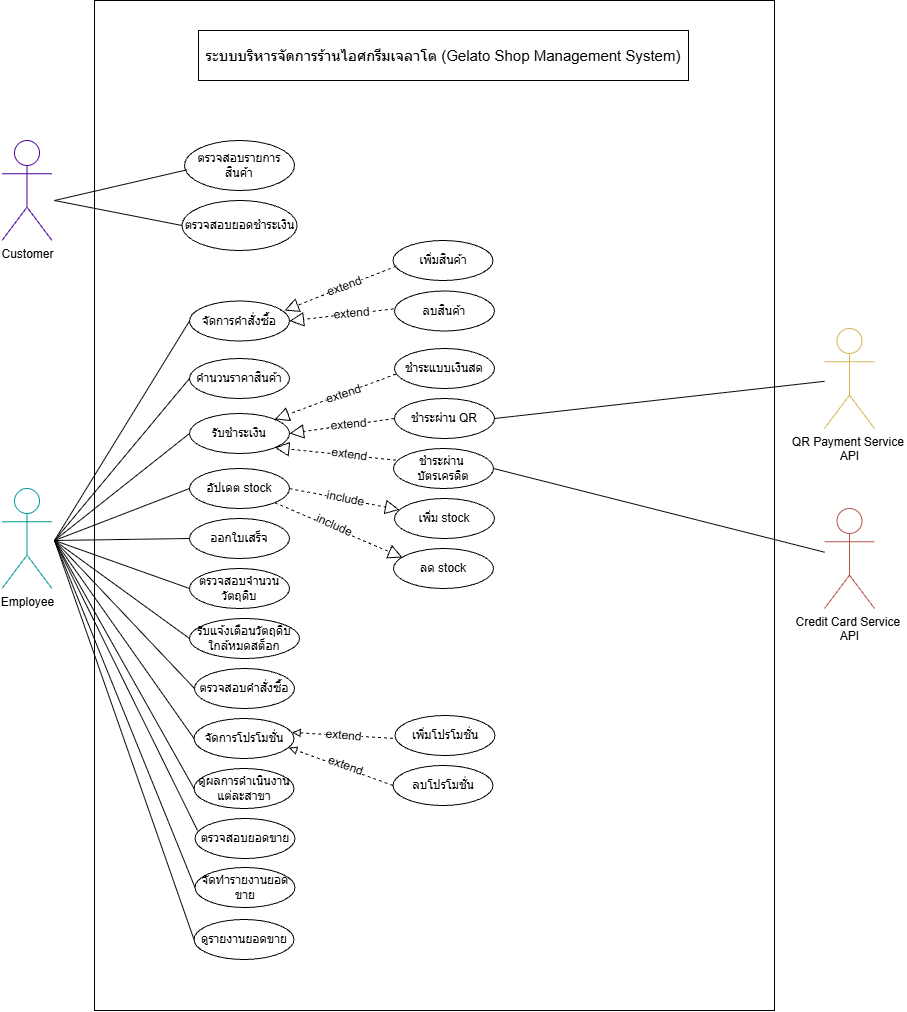 ระบบบริหารจัดการร้านไอศกรีมเจลาโต (Gelato Shop Management System)
Customer
ตรวจสอบรายการ
สินค้า
ตรวจสอบยอดชำระเงิน
เพิ่มสินค้า
extend
ลบสินค้า
extend
จัดการคำสั่งซื้อ
คำนวนราคาสินค้า
ชำระแบบเงินสด
extend
ชำระผ่าน QR
extend
รับชำระเงิน
ชำระผ่าน
บัตรเครดิต
extend
QR Payment Service
API
อัปเดต stock
include
เพิ่ม stock
include
ลด stock
ออกใบเสร็จ
Employee
ตรวจสอบจำนวน
วัตถุดิบ
Credit Card Service
API
รับแจ้งเตือนวัตถุดิบ
ใกล้หมดสต็อก
ตรวจสอบคำสั่งซื้อ
จัดการโปรโมชั่น
extend
เพิ่มโปรโมชั่น
extend
ลบโปรโมชั่น
ดูผลการดำเนินงาน
แต่ละสาขา
ตรวจสอบยอดขาย
จัดทำรายงานยอด
ขาย
ดูรายงานยอดขาย